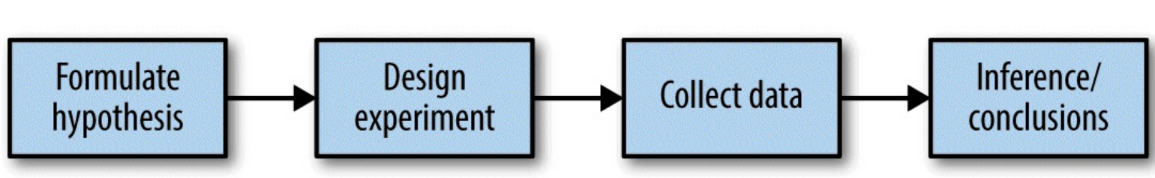 Formulate
hypothesis
Design
experiment
Collect data
Inference/
conclusions